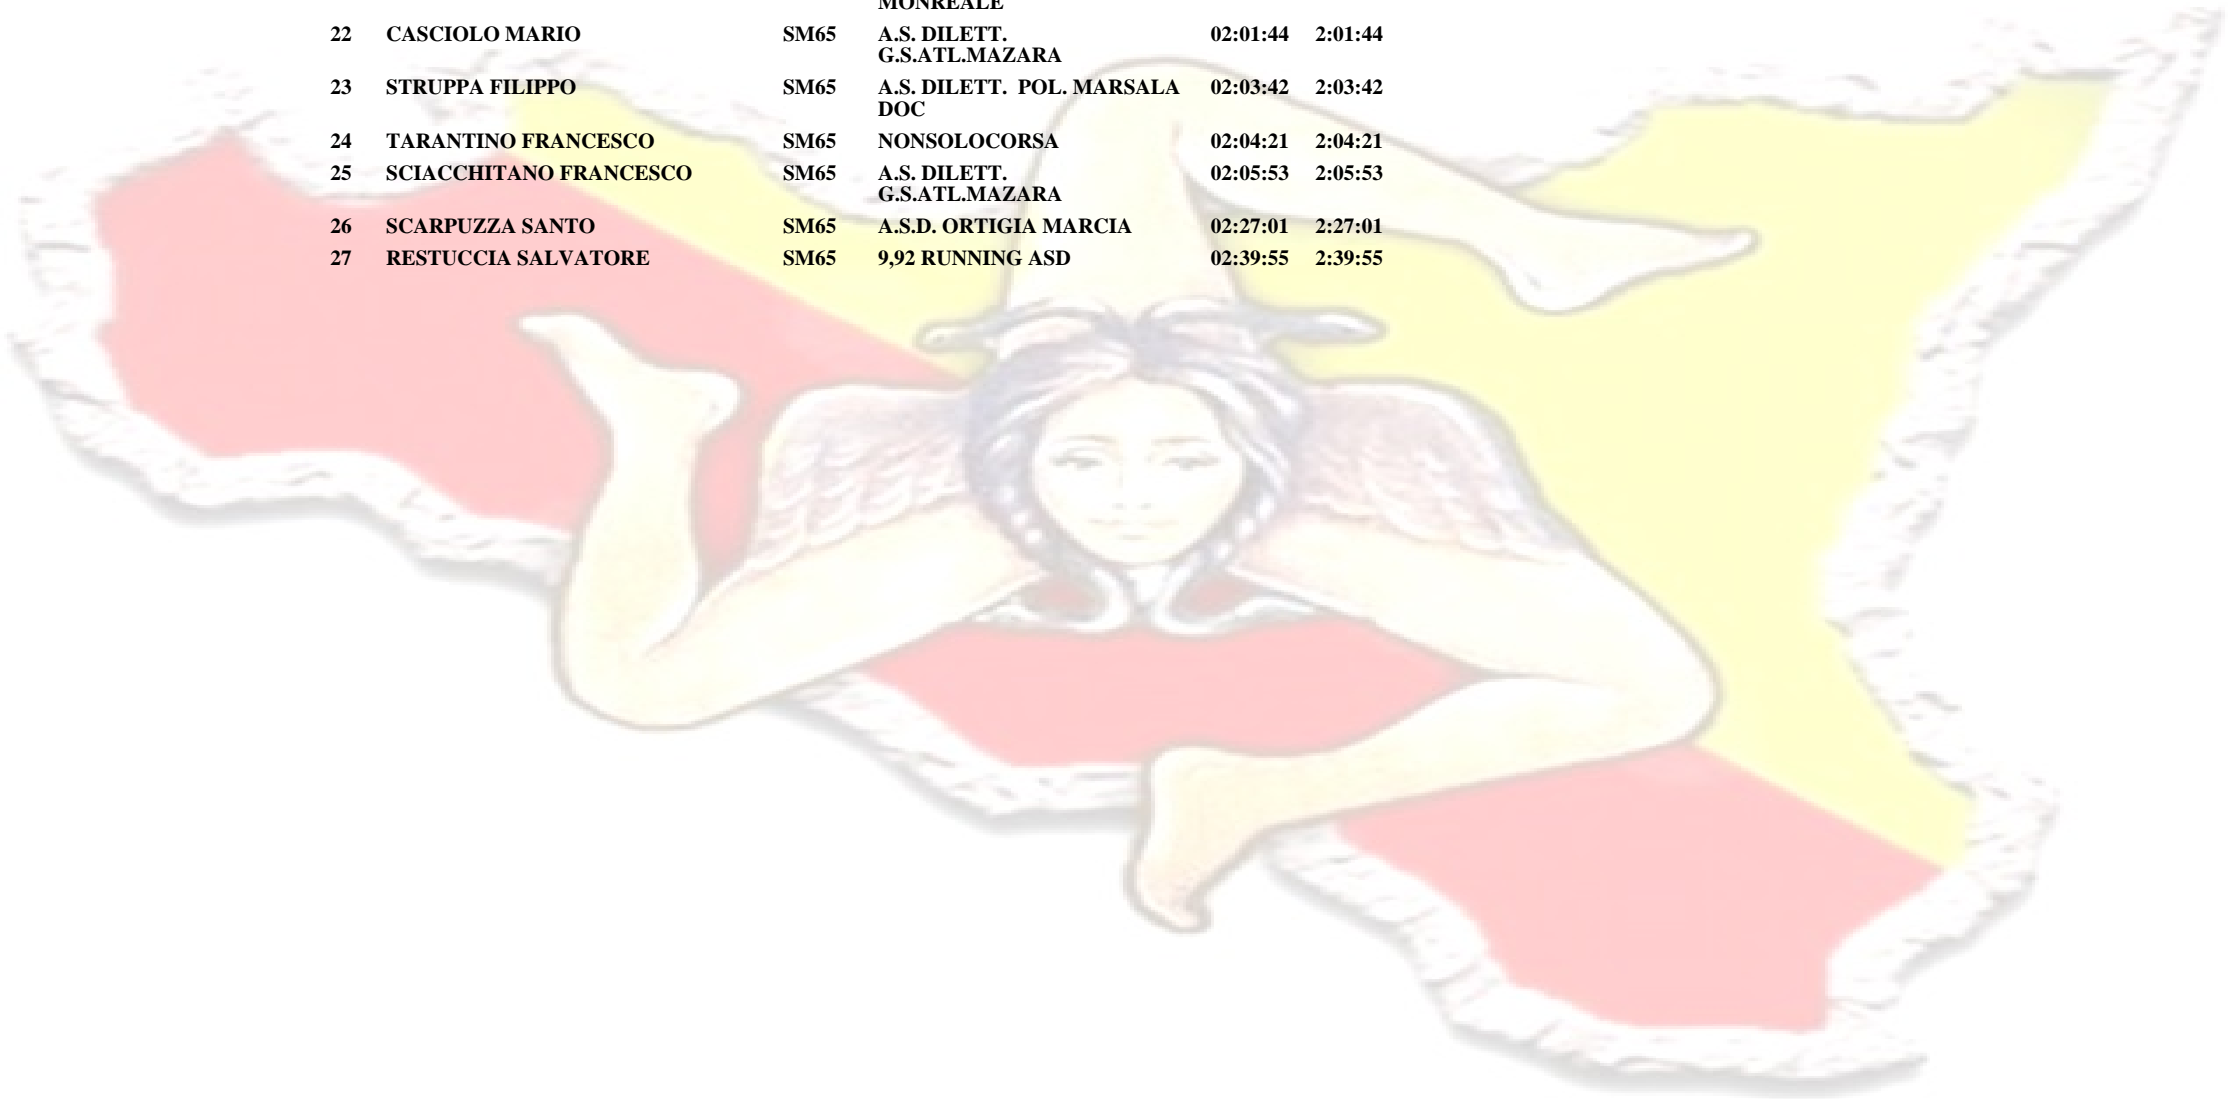 MONREALE
22 CASCIOLO MARIO SM65 A.S. DILETT. 02:01:44 2:01:44
G.S.ATL.MAZARA
23 STRUPPA FILIPPO SM65 A.S. DILETT. POL. MARSALA 02:03:42 2:03:42
DOC
24 TARANTINO FRANCESCO SM65 NONSOLOCORSA 02:04:21 2:04:21
25 SCIACCHITANO FRANCESCO SM65 A.S. DILETT. 02:05:53 2:05:53
G.S.ATL.MAZARA
26 SCARPUZZA SANTO SM65 A.S.D. ORTIGIA MARCIA 02:27:01 2:27:01
27 RESTUCCIA SALVATORE SM65 9,92 RUNNING ASD 02:39:55 2:39:55